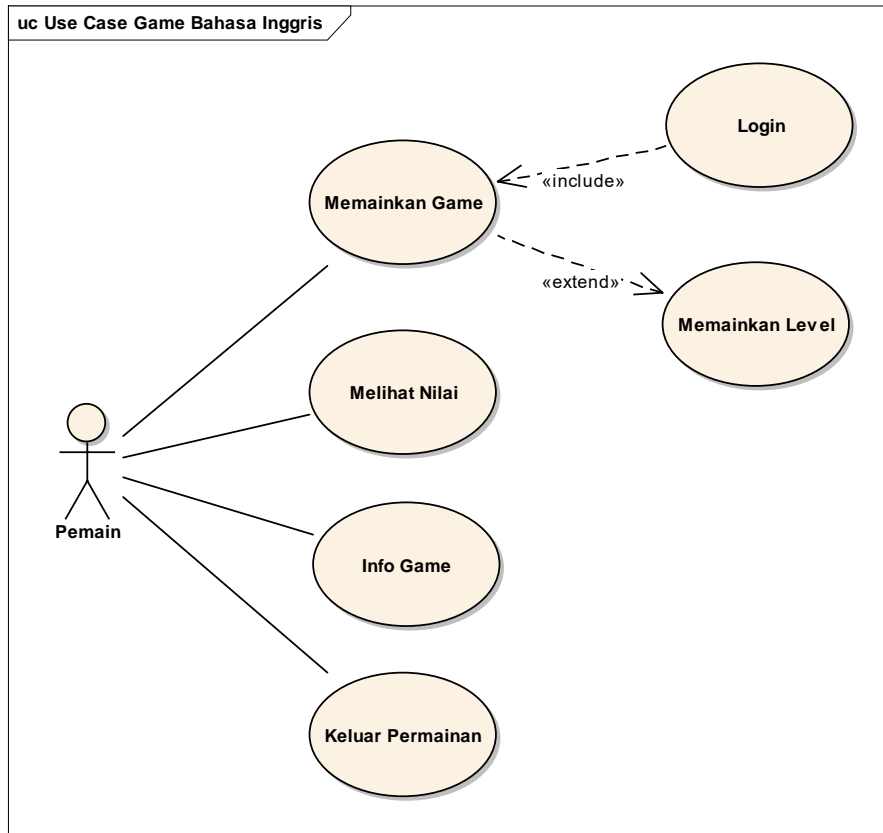 uc Use Case Game Bahasa Inggris
Login
«include»
Memainkan Game
«extend»
Memainkan Level
Melihat Nilai
Pemain
Info Game
Keluar Permainan